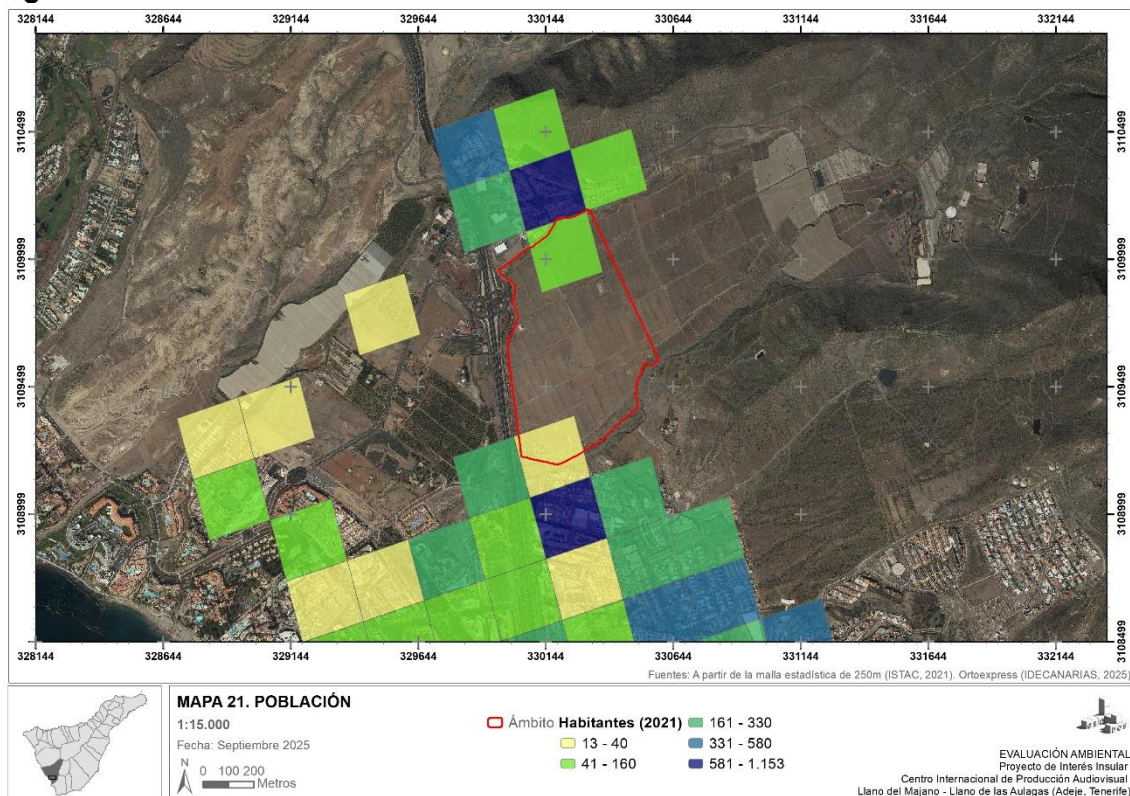 328144 328644 329144 329644 330144 330644 331144 331644 332144
3110499 3110499
3109999 3109999
3109499 3109499
3108999 3108999
3108499 3108499
328144 328644 329144 329644 330144 330644 331144 331644 332144
Fuentes: A partir de la malla estadística de 250m (ISTAC, 2021). Ortoexpress (IDECANARIAS, 2025)
MAPA 21. POBLACIÓN
1:15.000
Fecha: Septiembre 2025
N
0 100 200
Metros
Ámbito
Habitantes (2021)
13 - 40
41 - 160
161 - 330
331 - 580
581 - 1.153
EVALUACIÓN AMBIENTAL
Proyecto de Interés Insular
Centro Internacional de Producción Audiovisual
Llano del Majano - Llano de las Aulagas (Adeje, Tenerife)